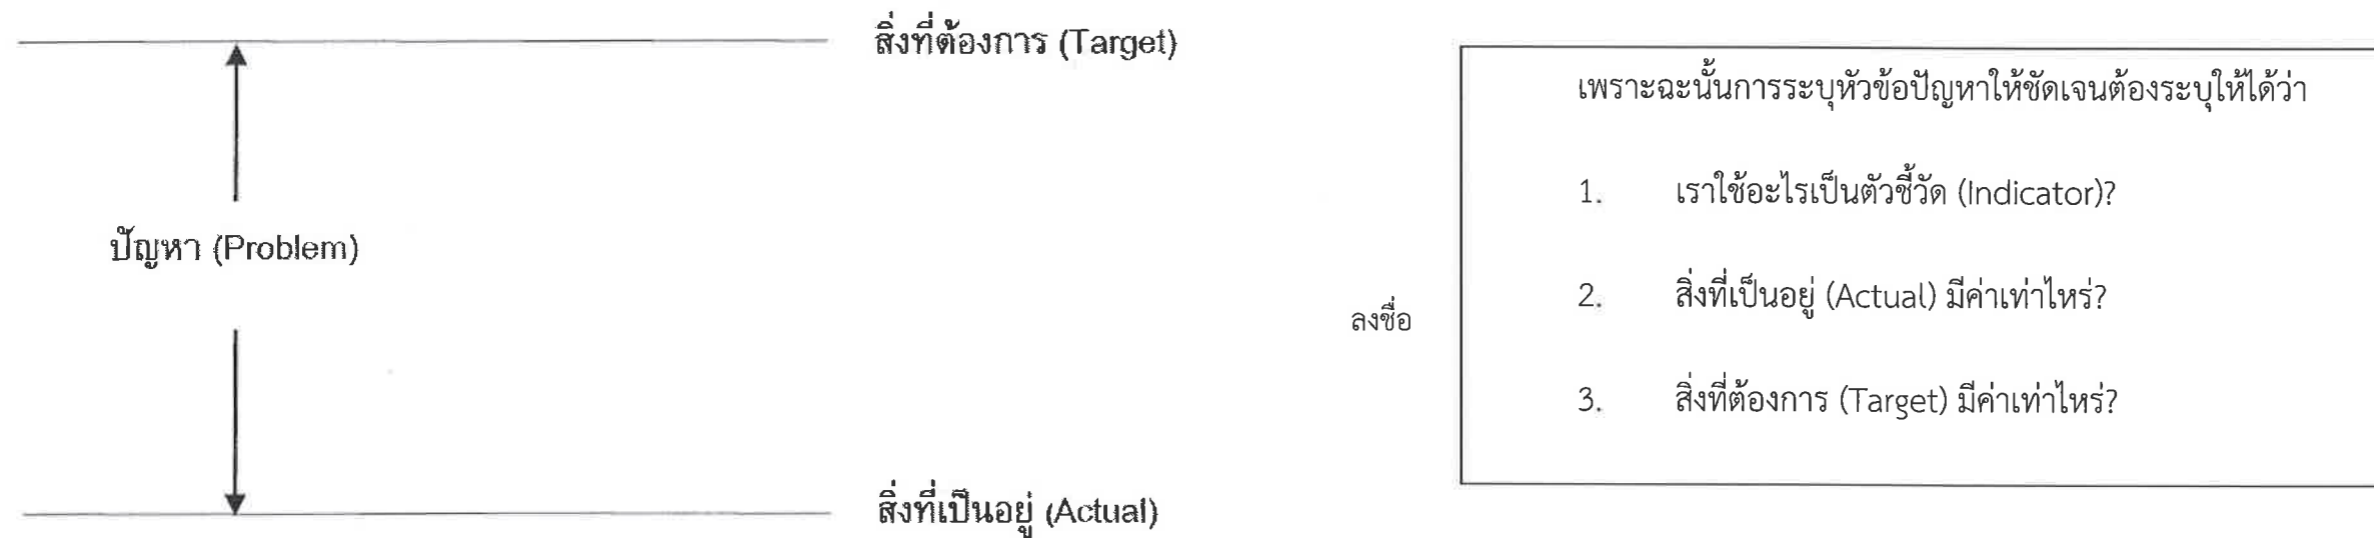 สิ่งที่ต้องการ (Target)
ปัญหา (Problem)
สิ่งที่เป็นอยู่ (Actual)
ลงชื่อ
เพราะฉะนั้นการระบุหัวข้อปัญหาให้ชัดเจนต้องระบุให้ได้ว่า
1. เราใช้อะไรเป็นตัวชี้วัด (Indicator)?
2. สิ่งที่เป็นอยู่ (Actual) มีค่าเท่าไหร่?
3. สิ่งที่ต้องการ (Target) มีค่าเท่าไหร่?